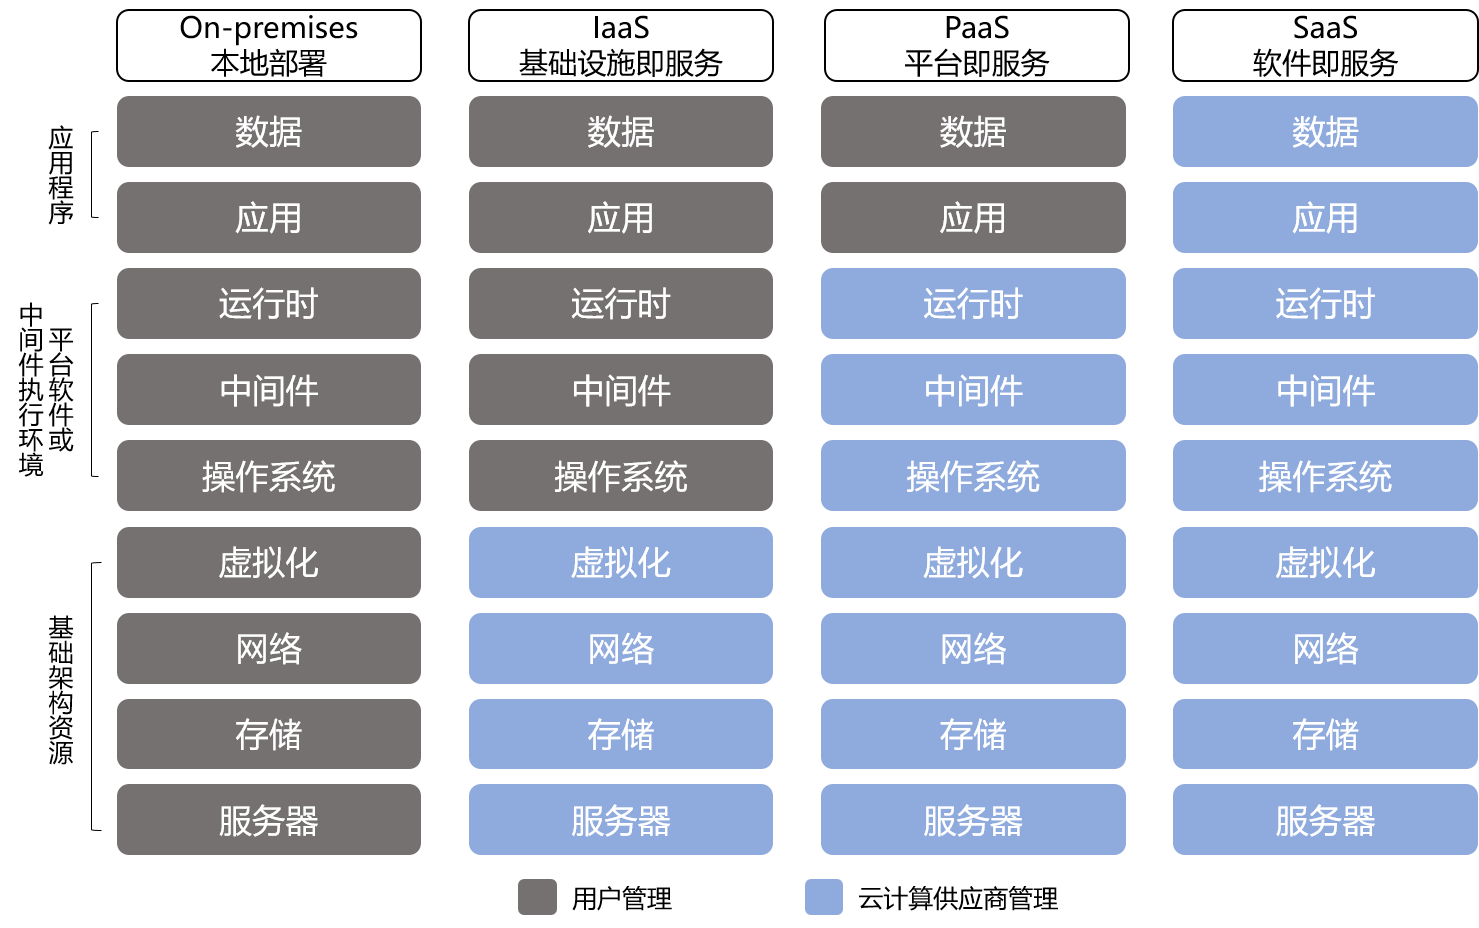 On-premises
本地部署
IaaS
基础设施即服务
PaaS
平台即服务
SaaS
软件即服务
应用程序
数据
数据
数据
数据
应用
应用
应用
应用
平台软件或
中间件执行环境
运行时
运行时
运行时
运行时
中间件
中间件
中间件
中间件
操作系统
操作系统
操作系统
操作系统
基础架构资源
虚拟化
虚拟化
虚拟化
虚拟化
网络
网络
网络
网络
存储
存储
存储
存储
服务器
服务器
服务器
服务器
用户管理
云计算供应商管理